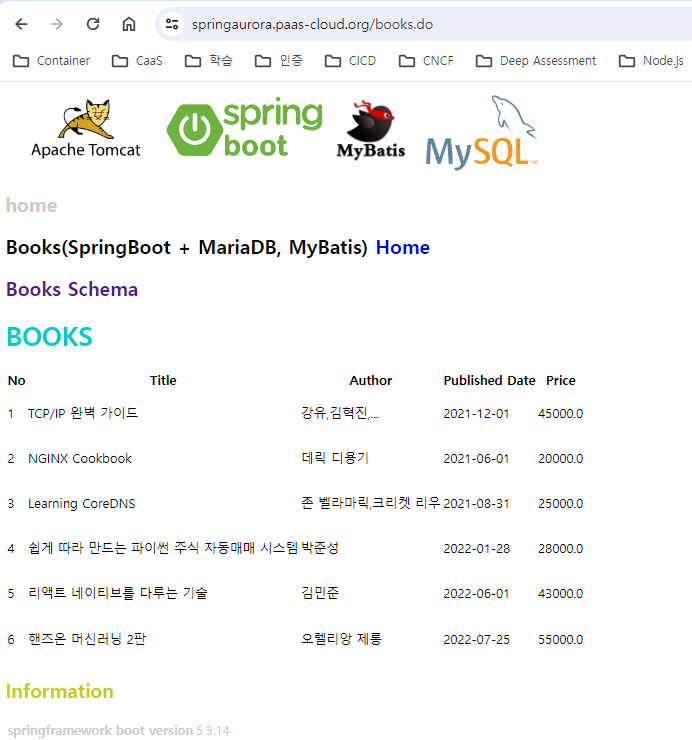 springaurora.paas-cloud.org/books.do
Container CaaS 학습 인증 CICD CNCF Deep Assessment Node.js
Apache Tomcat spring boot MyBatis MySQL™
home
Books(SpringBoot + MariaDB, MyBatis) Home
Books Schema
BOOKS
No Title Author Published Date Price
1 TCP/IP 완벽 가이드 강유,김혁진,... 2021-12-01 45000.0
2 NGINX Cookbook 데릭 디용기 2021-06-01 20000.0
3 Learning CoreDNS 존 벨라마릭,크리켓 리우 2021-08-31 25000.0
4 쉽게 따라 만드는 파이썬 주식 자동매매 시스템 박준성 2022-01-28 28000.0
5 리액트 네이티브를 다루는 기술 김민준 2022-06-01 43000.0
6 핸즈온 머신러닝 2판 오렐리앙 제롱 2022-07-25 55000.0
Information
springframework boot version 5.3.14